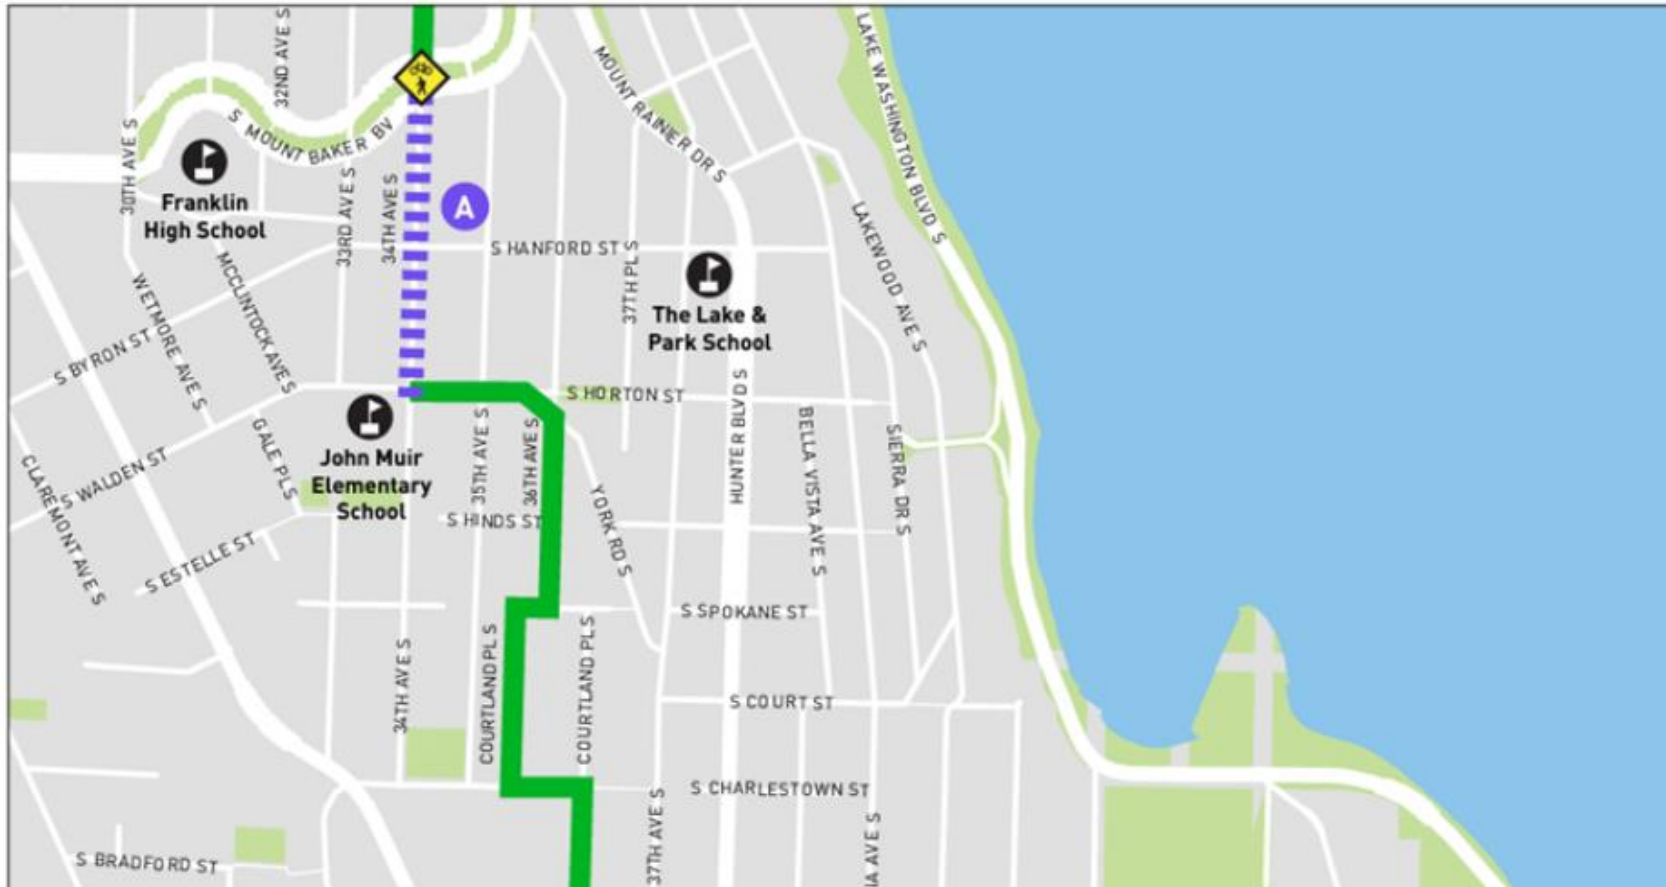 32ND AVE S
LAKE WASHINGTON BLVD S
MOUNT RAINIER DR S
S MOUNT BAKER BV
30TH AVE S
Franklin
High School
33RD AVE S
34TH AVE S
A
S HANFORD ST
37TH PL S
LAKEWOOD AVE S
MCCLINTOCK AVE S
WETMORE AVE S
The Lake &
Park School
S BYRON ST
S HORTON ST
HUNTER BLVD S
BELLA VISTA AVE S
SIERRA DR S
GALE PL S
35TH AVE S
36TH AVE S
John Muir
Elementary
School
S WALDEN ST
CLAREMONT AVE S
YORK RD S
S HINDS ST
S ESTELLE ST
S SPOKANE ST
34TH AVE S
COURTLAND PL S
COURTLAND PL S
S COURT ST
S CHARLESTOWN ST
37TH AVE S
S BRADFORD ST